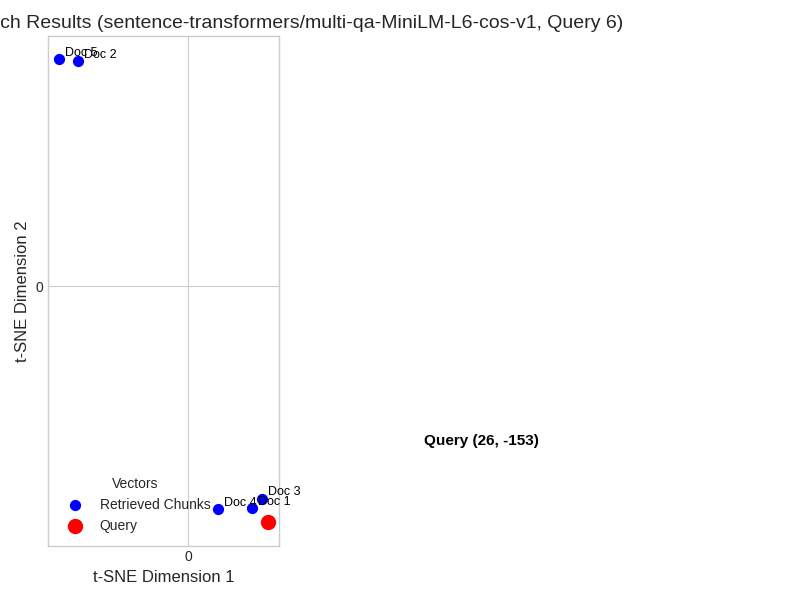 ch Results (sentence-transformers/multi-qa-MiniLM-L6-cos-v1, Query 6)
Doc 5
Doc 2
t-SNE Dimension 2
0
Query (26, -153)
Vectors
Retrieved Chunks
Query
Doc 3
Doc 4
Doc 1
0
t-SNE Dimension 1